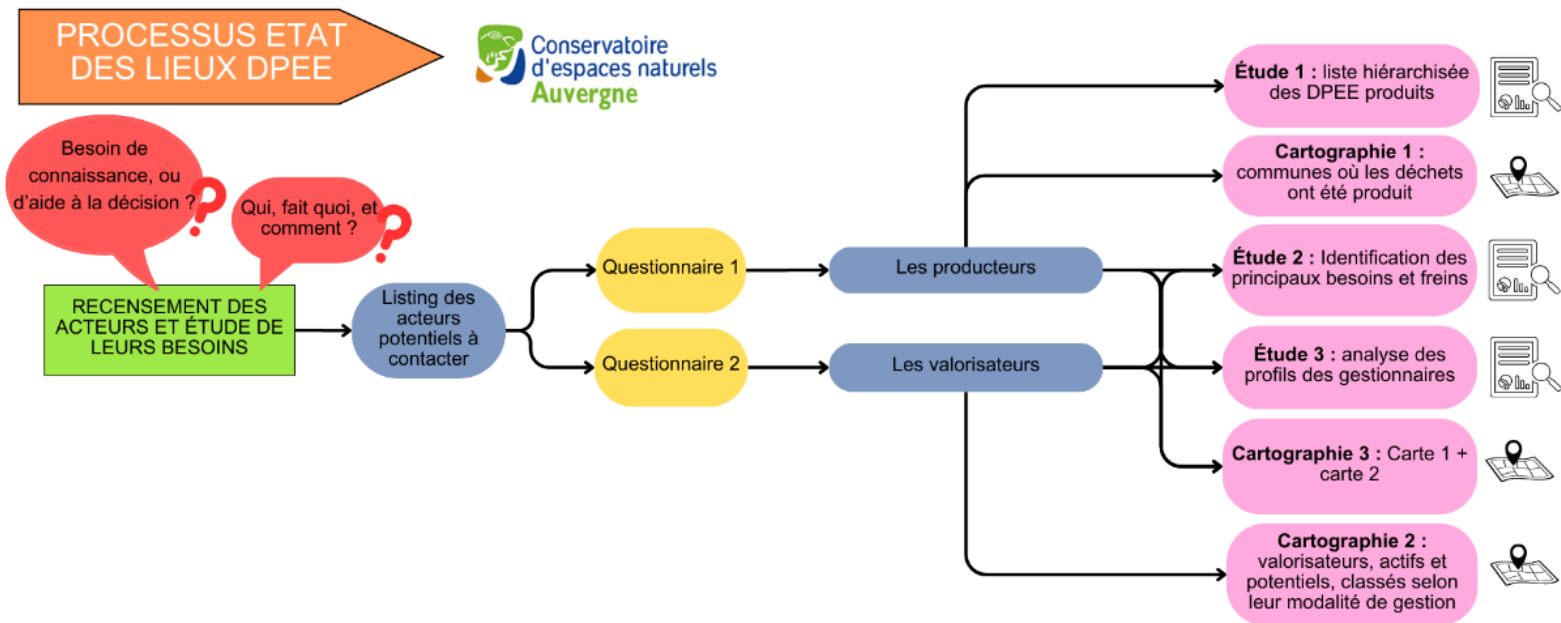 PROCESSUS ETAT
DES LIEUX DPEE
Conservatoire
d'espaces naturels
Auvergne
Besoin de
connaissance, ou
d'aide à la décision ?
Qui, fait quoi, et
comment ?
RECENSEMENT DES
ACTEURS ET ÉTUDE DE
LEURS BESOINS
Listing des
acteurs
potentiels à
contacter
Questionnaire 1
Questionnaire 2
Les producteurs
Les valorisateurs
Étude 1 : liste hiérarchisée
des DPEE produits
Cartographie 1 :
communes où les déchets
ont été produit
Étude 2 : Identification des
principaux besoins et freins
Étude 3 : analyse des
profils des gestionnaires
Cartographie 3 : Carte 1 +
carte 2
Cartographie 2 :
valorisateurs, actifs et
potentiels, classés selon
leur modalité de gestion